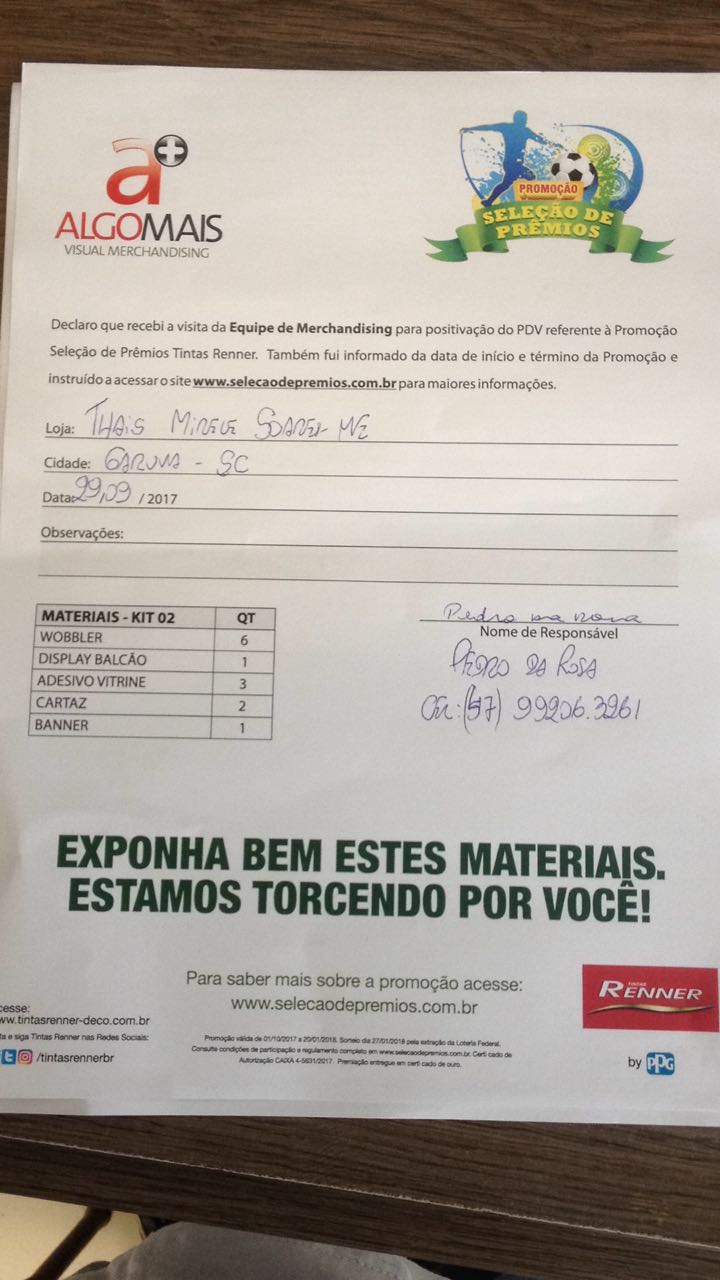 a+
ALGOMAIS
VISUAL MERCHANDISING
PROMOÇÃO
SELEÇÃO DE
PRÊMIOS
Declaro que recebi a visita da Equipe de Merchandising para positivação do PDV referente à Promoção
Seleção de Prêmios Tintas Renner. Também fui informado da data de início e término da Promoção e
instruído a acessar o site www.selecaodepremios.com.br para maiores informações.
Loja: THAIS MIRELE SOARES ME
Cidade: GARUVA - SC
Data: 29,09 / 2017
Observações:
MATERIAIS - KIT 02 QT
WOBBLER 6
DISPLAY BALCÃO 1
ADESIVO VITRINE 3
CARTAZ 2
BANNER 1
Pedro da Rosa
Nome de Responsável
PEDRO DA ROSA
(47) 99206.3261
EXPONHA BEM ESTES MATERIAIS.
ESTAMOS TORCENDO POR VOCÊ!
Para saber mais sobre a promoção acesse:
www.selecaodepremios.com.br
cesse:
ww.tintasrenner-deco.com.br
ta e siga Tintas Renner nas Redes Sociais:
/tintasrennerbr
Promoção válida de 01/10/2017 a 20/01/2018. Sorteio dia 27/01/2018 pela extração da Loteria Federal.
Consulte condições de participação e regulamento completo em www.selecaodepremios.com.br. Certi cado de
Autorização CAIXA 4-5631/2017. Premiação entregue em certi cado de ouro.
TINTAS
RENNER
by PPG